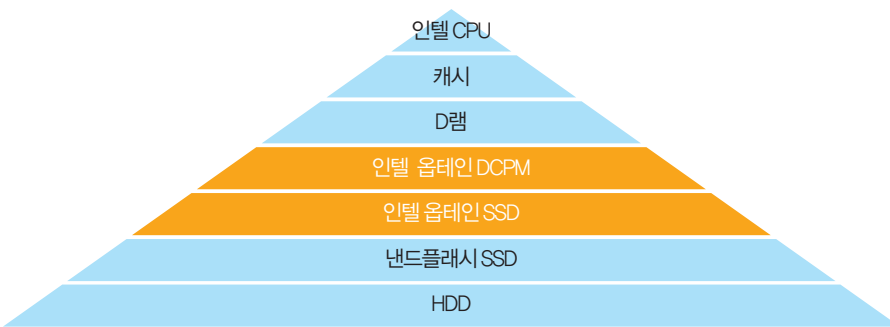 인텔 CPU
캐시
D램
인텔 옵테인 DCPM
인텔 옵테인 SSD
낸드플래시 SSD
HDD